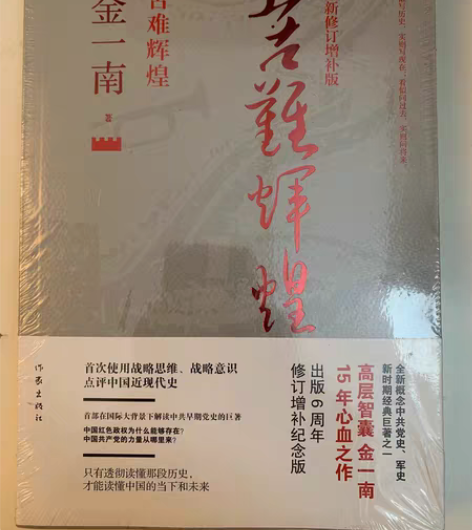 苦难辉煌
金一南
著
苦難輝煌
新修订增补版
首次使用战略思维、战略意识
点评中国近现代史
首部在国际大背景下解读中共早期党史的巨著
中国红色政权为什么能够存在？
中国共产党的力量从哪里来？
只有透彻读懂那段历史，
才能读懂中国的当下和未来
全新概念中共党史、军史
新时期经典巨著之一
高层智囊 金一南
15年心血之作
出版6周年
修订增补纪念版
作家出版社